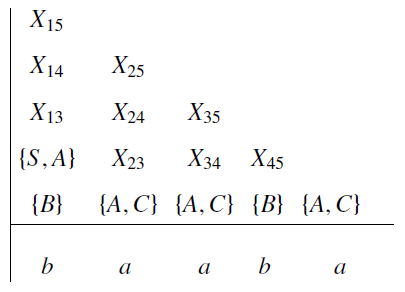 X₁₅
X₁₄ X₂₅
X₁₃ X₂₄ X₃₅
{S, A} X₂₃ X₃₄ X₄₅
{B} {A, C} {A, C} {B} {A, C}
b a a b a